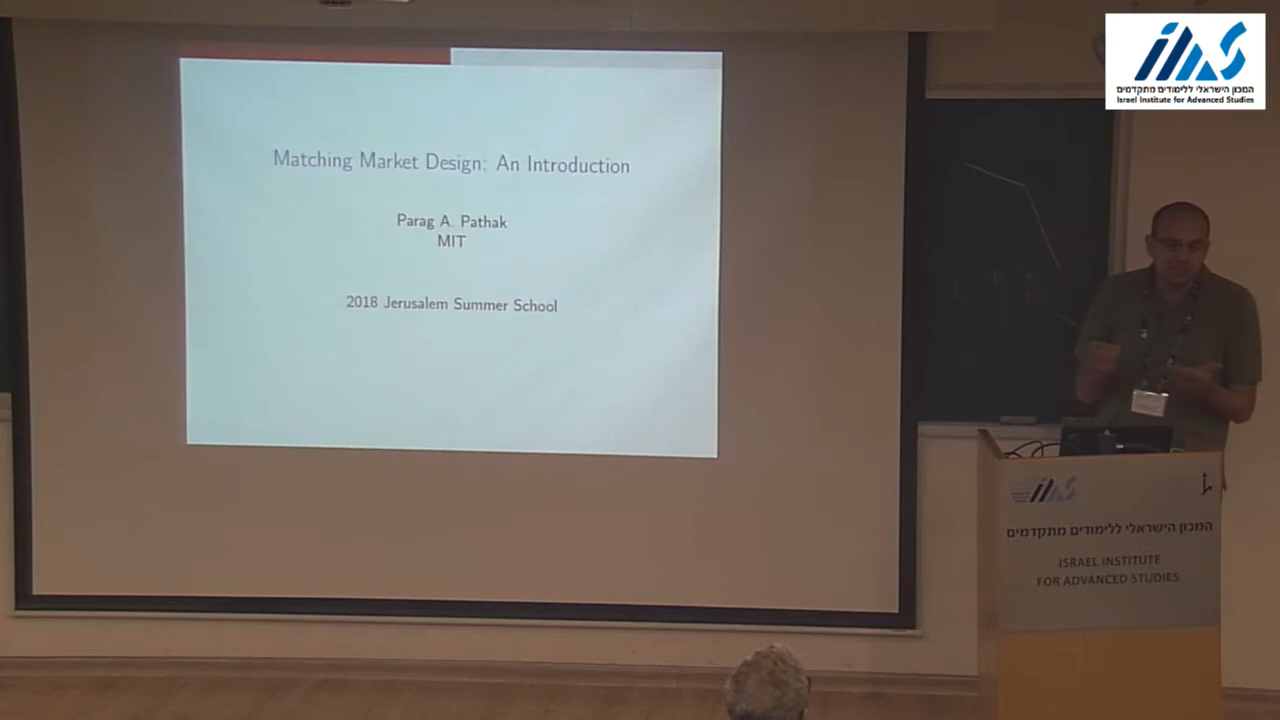 Matching Market Design: An Introduction
Parag A. Pathak
MIT
2018 Jerusalem Summer School
המכון הישראלי ללימודים מתקדמים
Israel Institute for Advanced Studies
המכון הישראלי ללימודים מתקדמים
ISRAEL INSTITUTE
FOR ADVANCED STUDIES